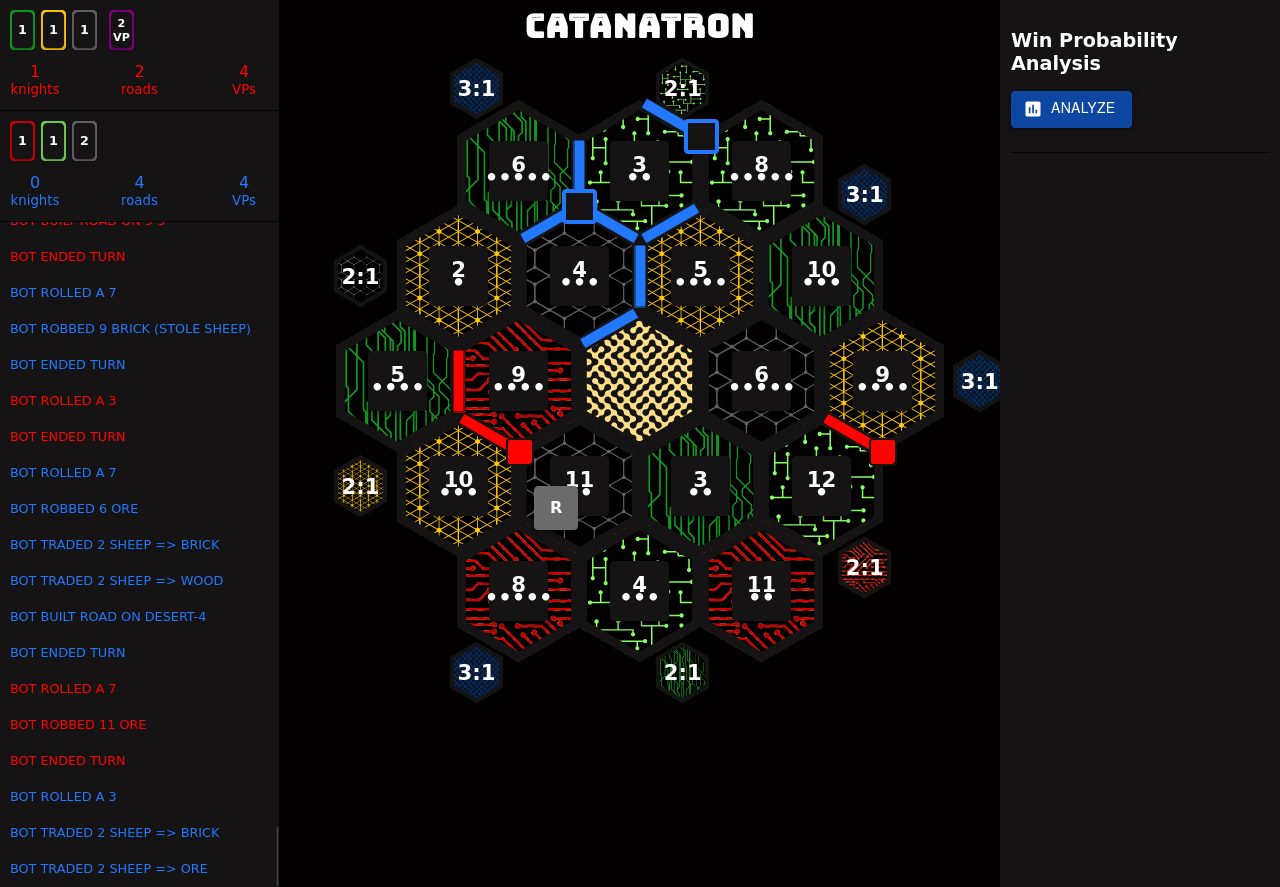 1
1
1
2
VP
1
2
4
knights
roads
VPs
1
1
2
0
4
4
knights
roads
VPs
BOT ENDED TURN
BOT ROLLED A 7
BOT ROBBED 9 BRICK (STOLE SHEEP)
BOT ENDED TURN
BOT ROLLED A 3
BOT ENDED TURN
BOT ROLLED A 7
BOT ROBBED 6 ORE
BOT TRADED 2 SHEEP => BRICK
BOT TRADED 2 SHEEP => WOOD
BOT BUILT ROAD ON DESERT-4
BOT ENDED TURN
BOT ROLLED A 7
BOT ROBBED 11 ORE
BOT ENDED TURN
BOT ROLLED A 3
BOT TRADED 2 SHEEP => BRICK
BOT TRADED 2 SHEEP => ORE
CATANATRON
3:1
2:1
6
3
8
3:1
2:1
2
4
5
10
5
9
6
9
3:1
2:1
10
11
3
12
R
8
4
11
2:1
3:1
2:1
Win Probability
Analysis
ANALYZE